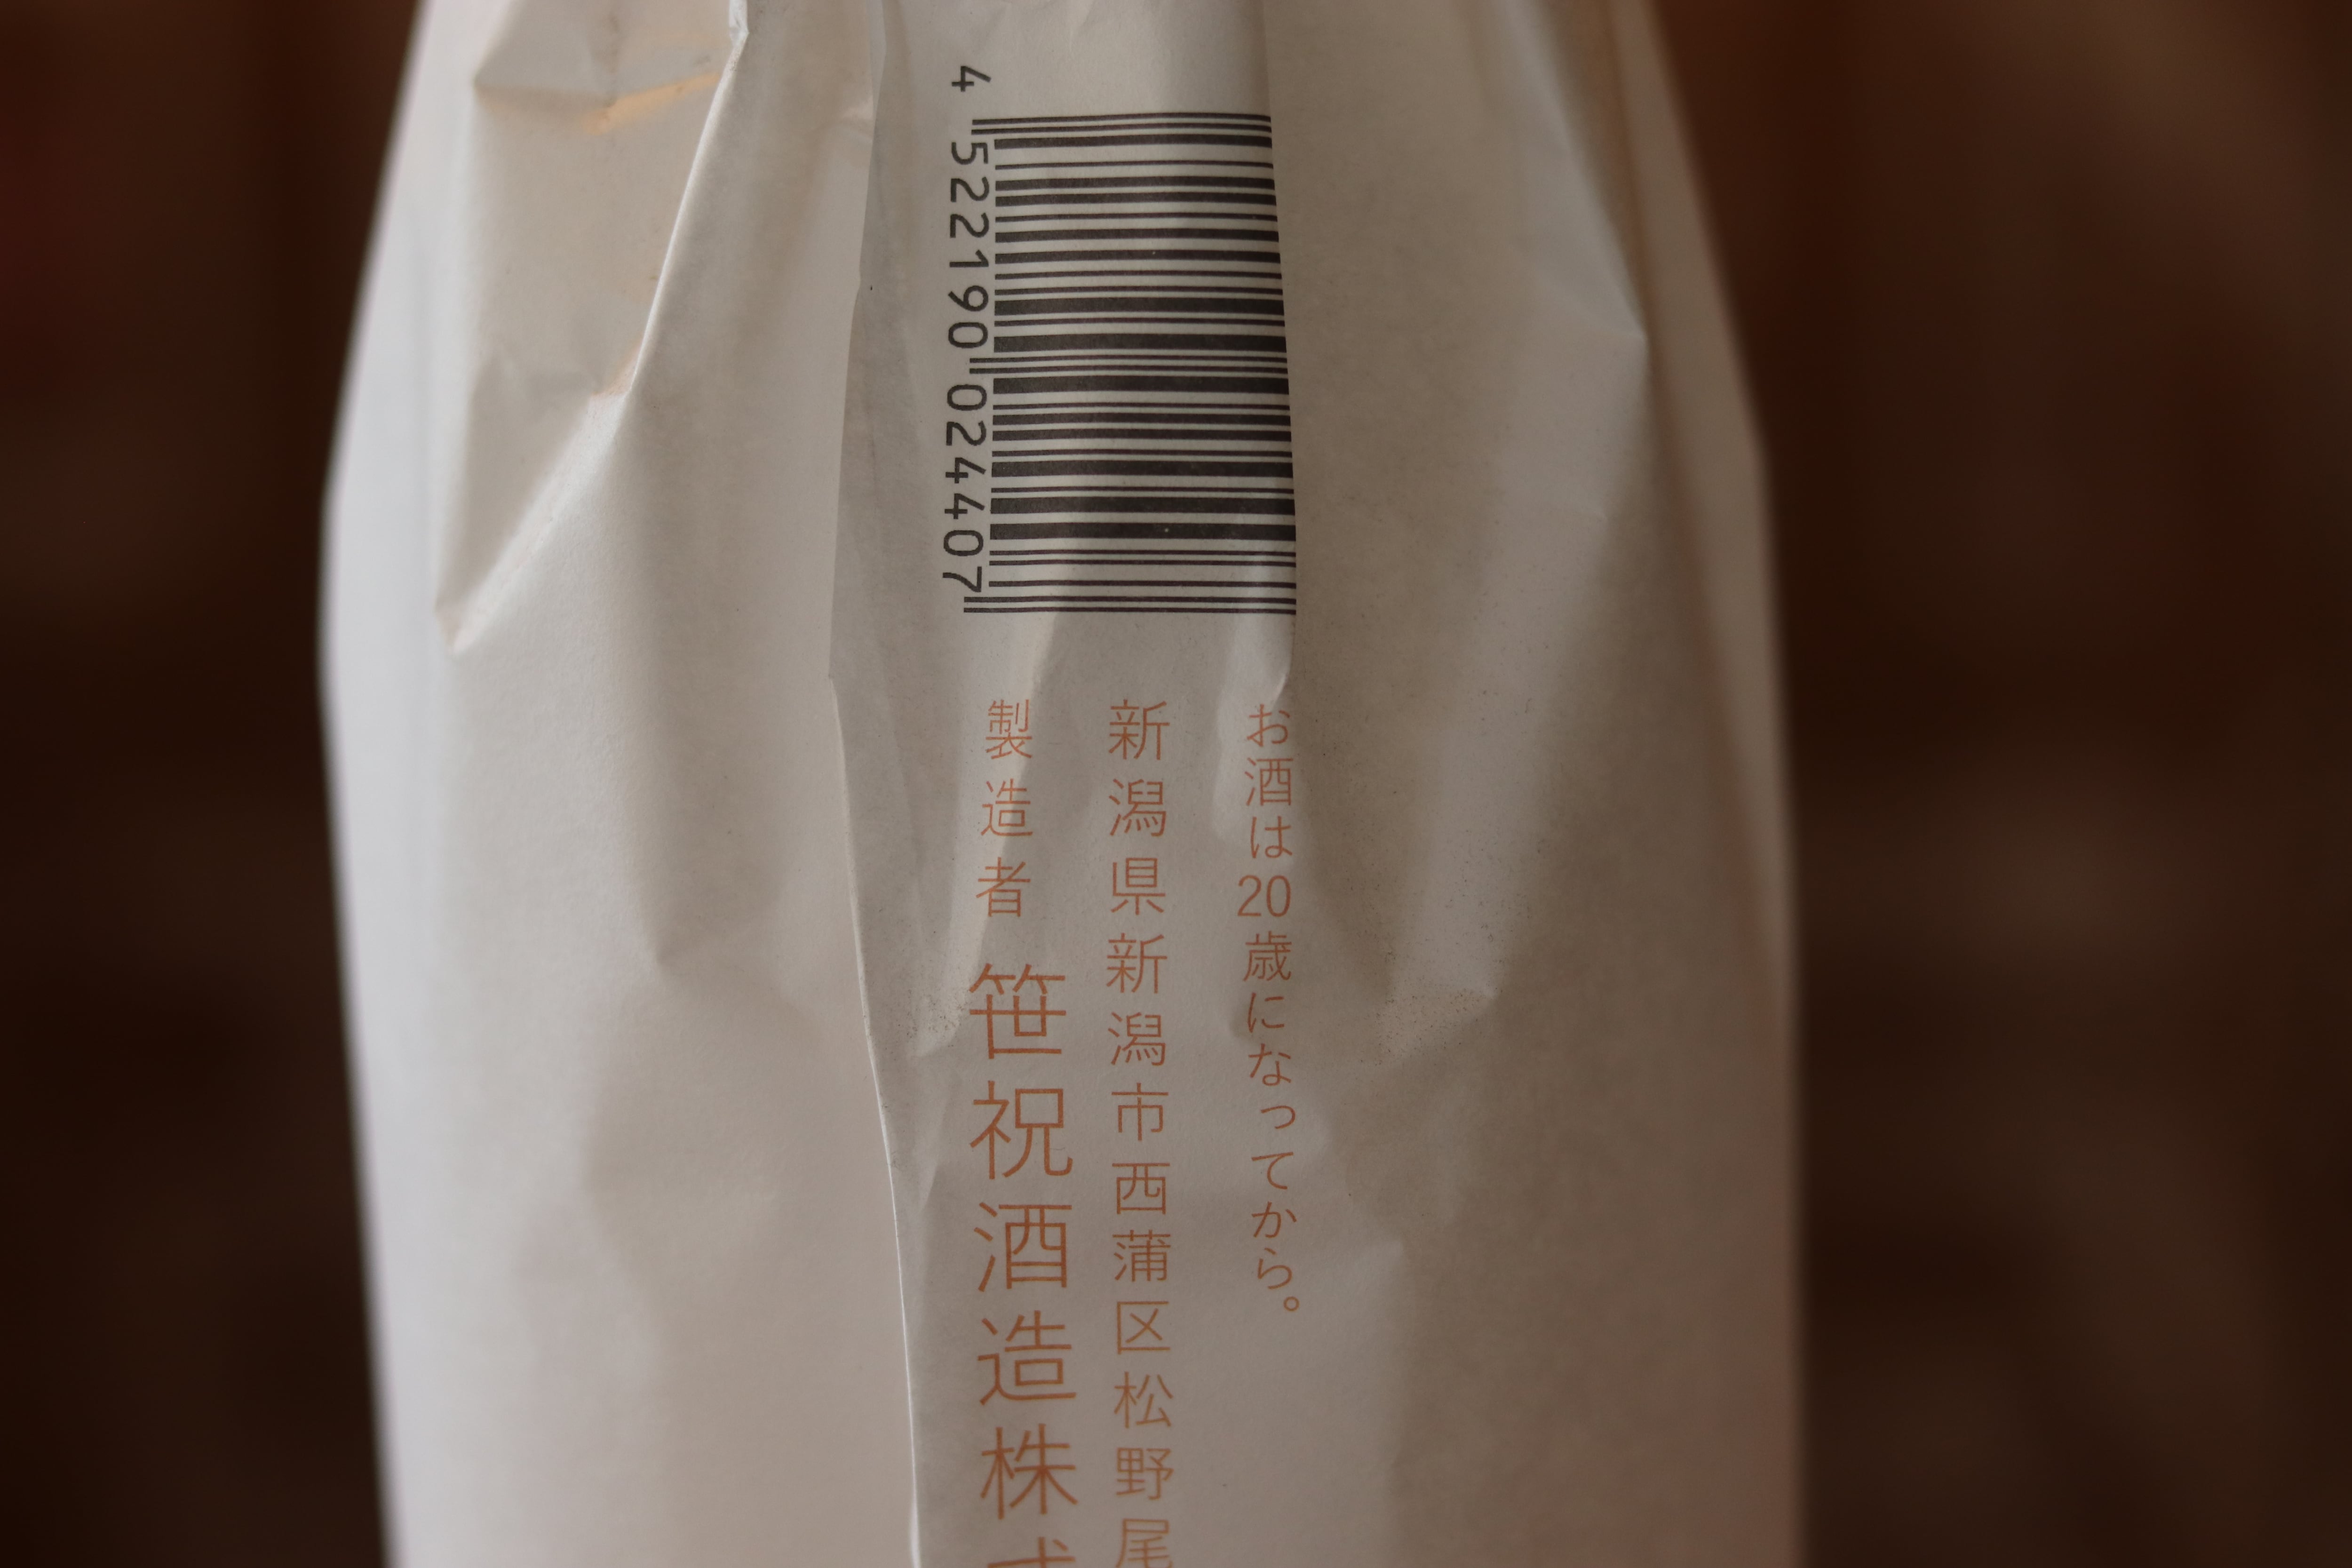 4 522190 024407
お酒は20歳になってから。
新潟県新潟市西蒲区松野尾
製造者 笹祝酒造株式